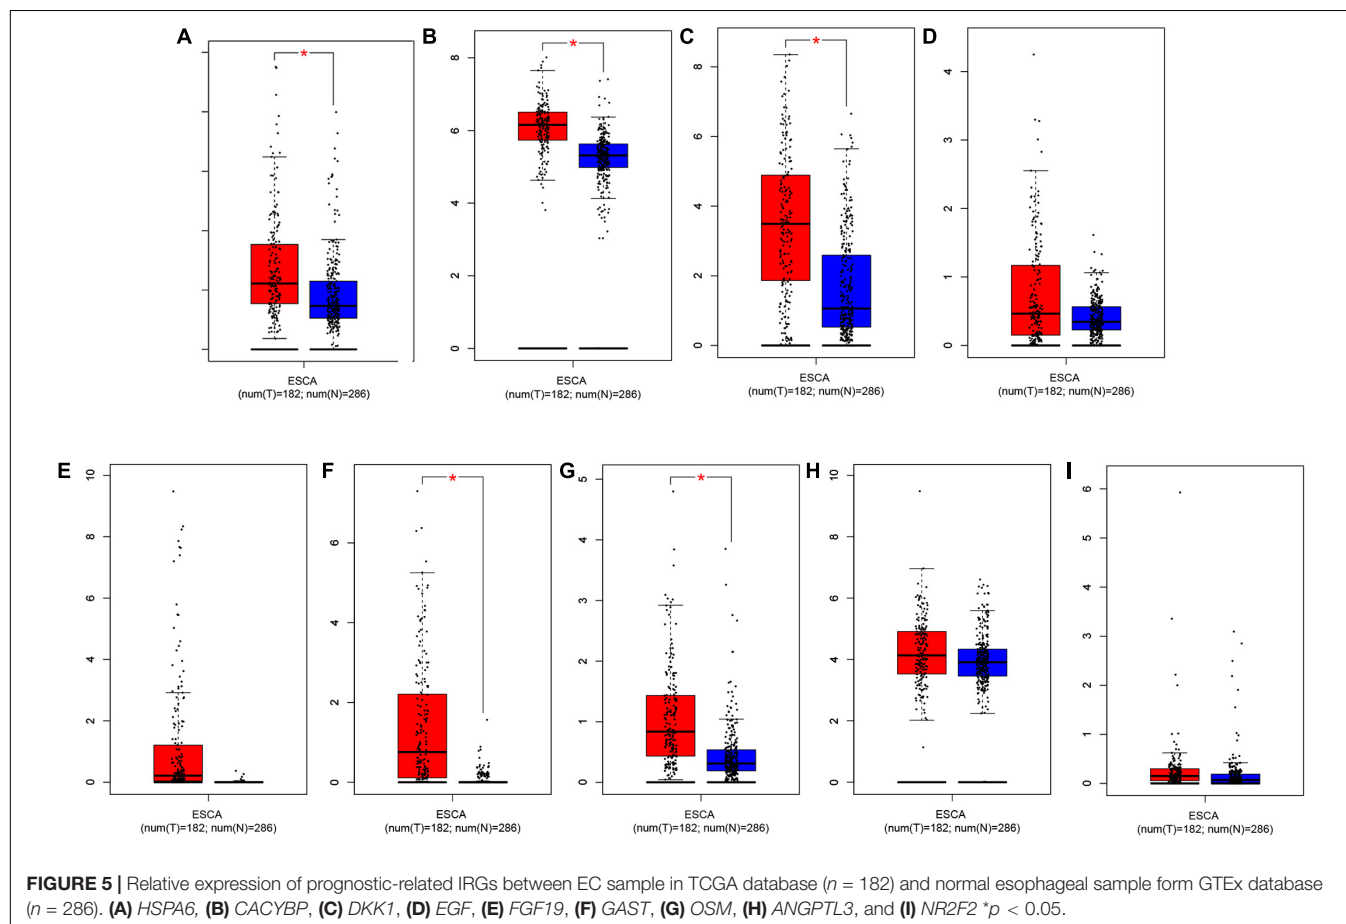 A
B
C
D
*
*
*
8
6
4
2
0
8
6
4
2
0
4
3
2
1
0
ESCA
(num(T)=182; num(N)=286)
ESCA
(num(T)=182; num(N)=286)
ESCA
(num(T)=182; num(N)=286)
ESCA
(num(T)=182; num(N)=286)
E
F
G
H
I
*
*
10
8
6
4
2
0
6
4
2
0
5
4
3
2
1
0
10
8
6
4
2
0
6
5
4
3
2
1
0
ESCA
(num(T)=182; num(N)=286)
ESCA
(num(T)=182; num(N)=286)
ESCA
(num(T)=182; num(N)=286)
ESCA
(num(T)=182; num(N)=286)
ESCA
(num(T)=182; num(N)=286)
FIGURE 5 | Relative expression of prognostic-related IRGs between EC sample in TCGA database (n = 182) and normal esophageal sample form GTEx database
(n = 286). (A) HSPA6, (B) CACYBP, (C) DKK1, (D) EGF, (E) FGF19, (F) GAST, (G) OSM, (H) ANGPTL3, and (I) NR2F2 *p < 0.05.